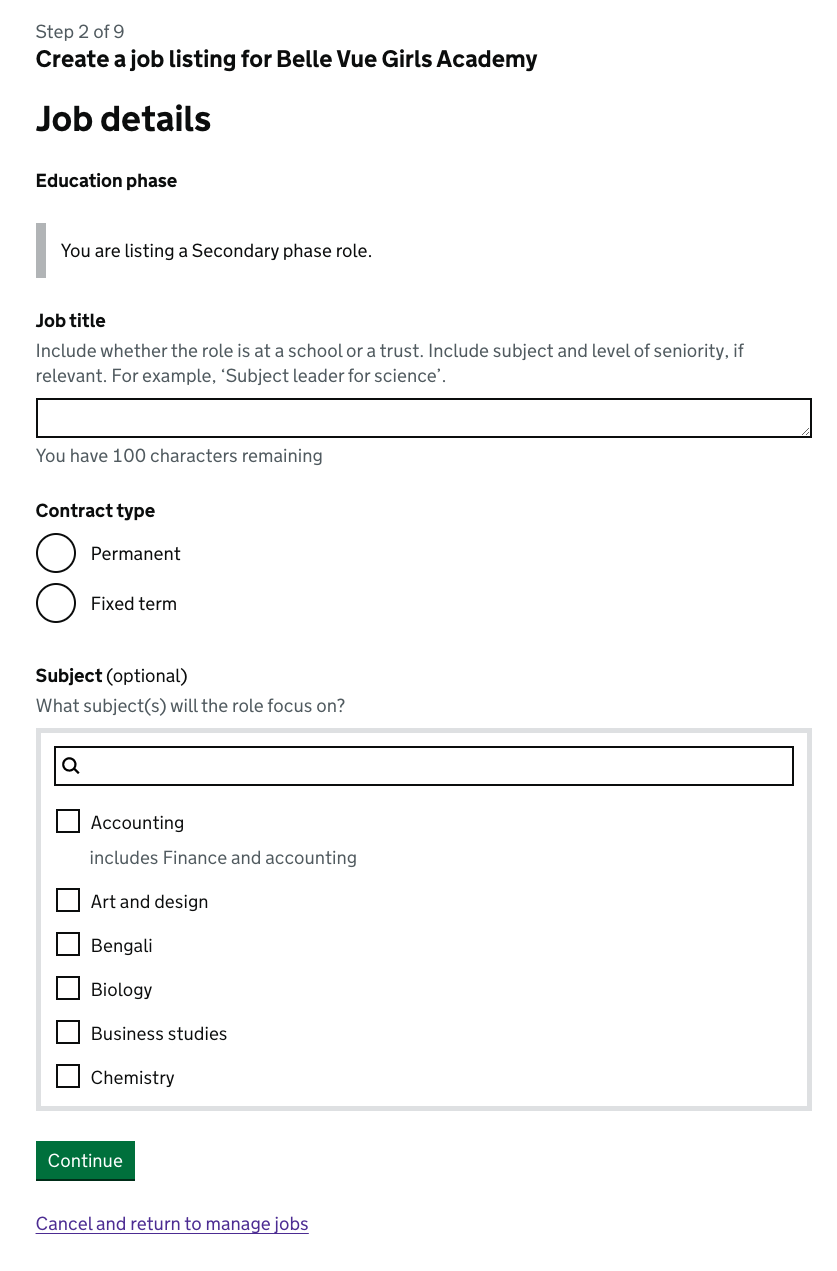 Step 2 of 9
Create a job listing for Belle Vue Girls Academy
Job details
Education phase
You are listing a Secondary phase role.
Job title
Include whether the role is at a school or a trust. Include subject and level of seniority, if
relevant. For example, ‘Subject leader for science’.
You have 100 characters remaining
Contract type
Permanent
Fixed term
Subject (optional)
What subject(s) will the role focus on?
Accounting
includes Finance and accounting
Art and design
Bengali
Biology
Business studies
Chemistry
Continue
Cancel and return to manage jobs